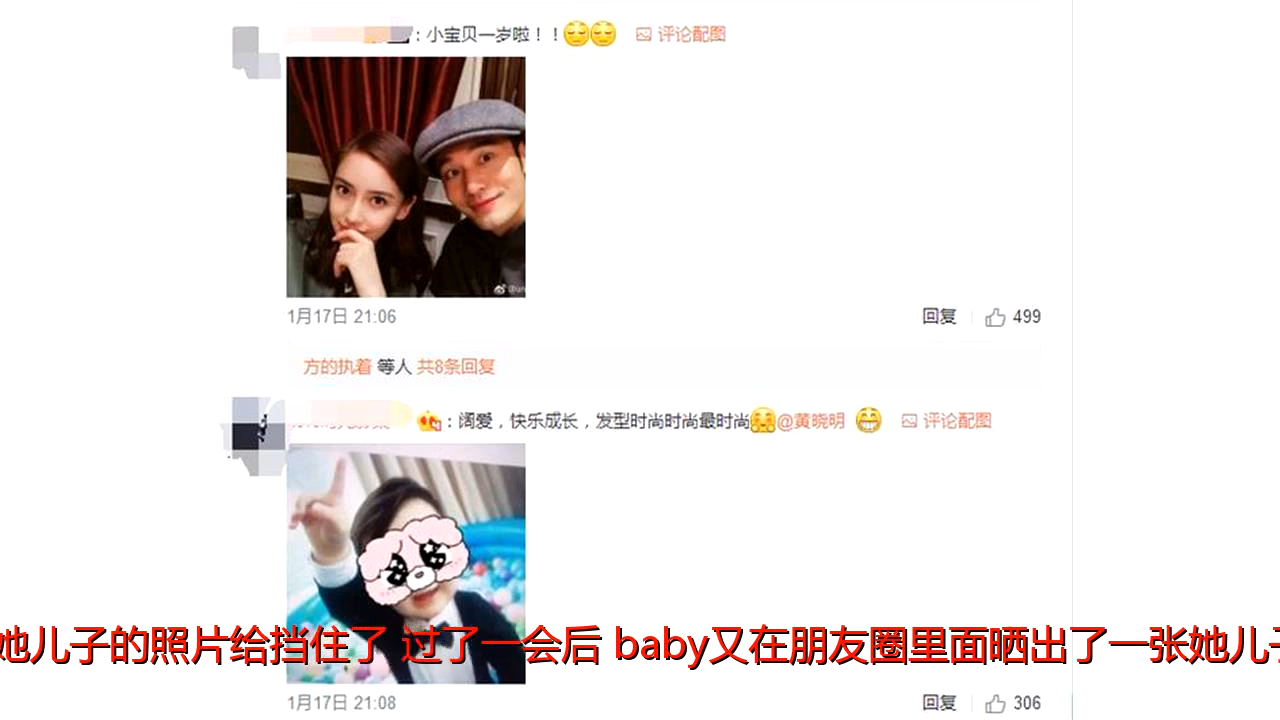 ：小宝贝一岁啦！！ 评论配图
1月17日 21:06 回复 499
方的执着 等人 共8条回复
：阔爱，快乐成长，发型时尚时尚最时尚 @黄晓明 评论配图
她儿子的照片给挡住了 过了一会后 baby又在朋友圈里面晒出了一张她儿子
1月17日 21:08 回复 306